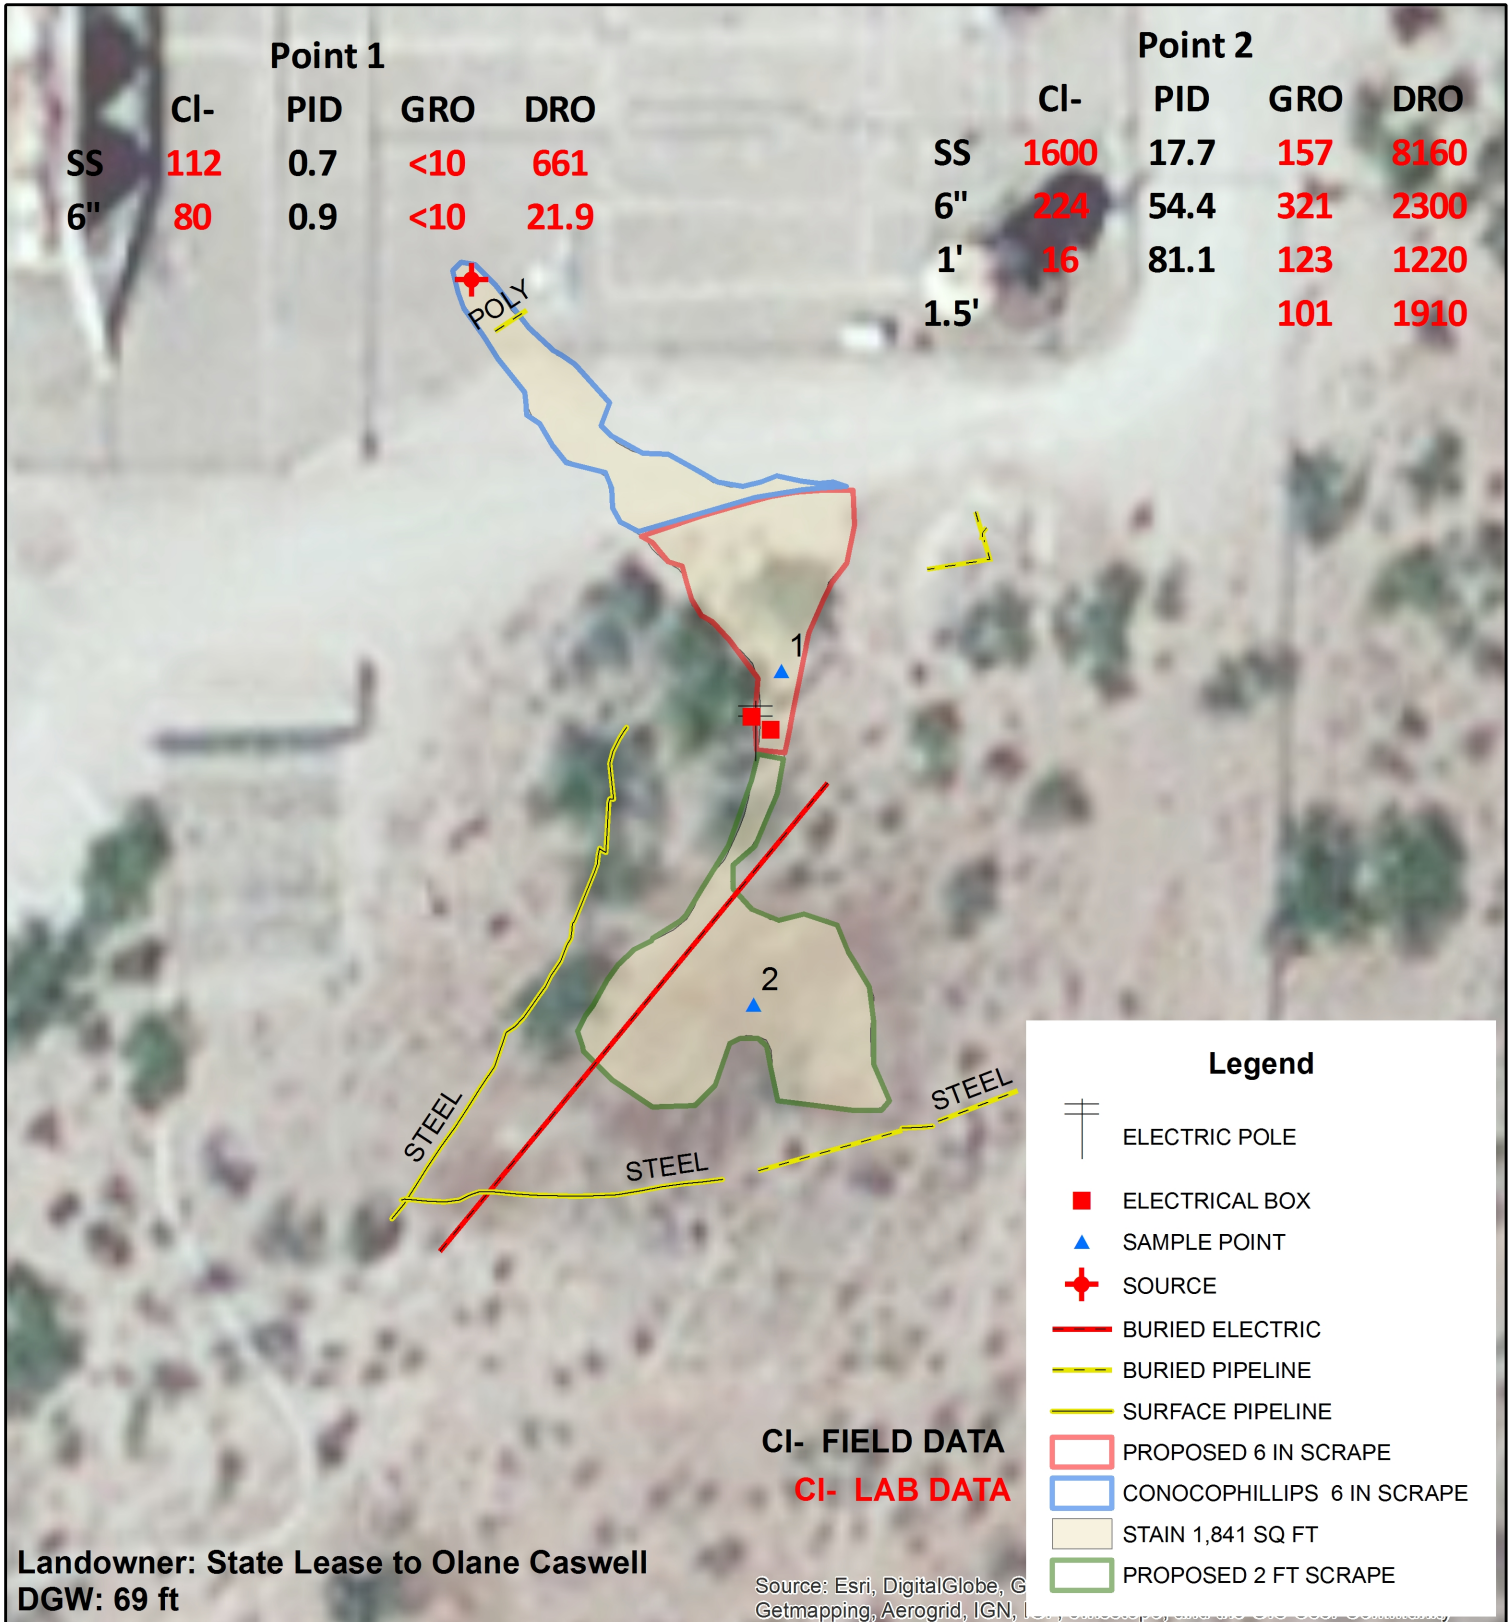 Point 1
Cl- PID GRO DRO
SS 112 0.7 <10 661
6" 80 0.9 <10 21.9
Point 2
Cl- PID GRO DRO
SS 1600 17.7 157 8160
6" 224 54.4 321 2300
1' 16 81.1 123 1220
1.5' 101 1910
POLY
1
2
STEEL
STEEL
STEEL
Legend
ELECTRIC POLE
ELECTRICAL BOX
SAMPLE POINT
SOURCE
BURIED ELECTRIC
BURIED PIPELINE
SURFACE PIPELINE
PROPOSED 6 IN SCRAPE
CONOCOPHILLIPS 6 IN SCRAPE
STAIN 1,841 SQ FT
PROPOSED 2 FT SCRAPE
Cl- FIELD DATA
Cl- LAB DATA
Landowner: State Lease to Olane Caswell
DGW: 69 ft
Source: Esri, DigitalGlobe, G
Getmapping, Aerogrid, IGN,